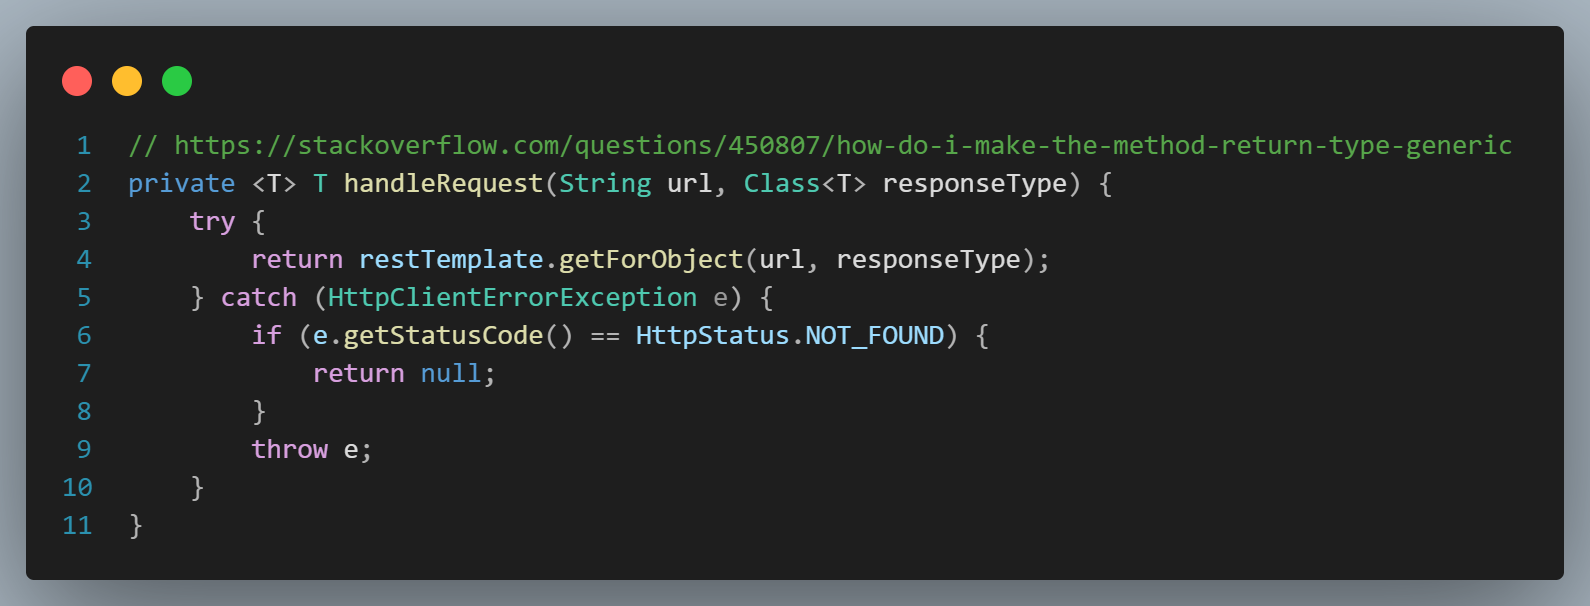 1 // https://stackoverflow.com/questions/450807/how-do-i-make-the-method-return-type-generic
2 private <T> T handleRequest(String url, Class<T> responseType) {
3     try {
4         return restTemplate.getForObject(url, responseType);
5     } catch (HttpClientErrorException e) {
6         if (e.getStatusCode() == HttpStatus.NOT_FOUND) {
7             return null;
8         }
9         throw e;
10     }
11 }